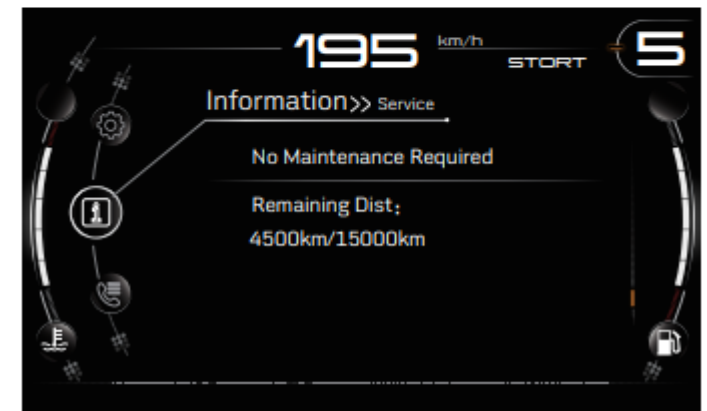 195 km/h
STORT
5
Information>> Service
No Maintenance Required
Remaining Dist:
4500km/15000km